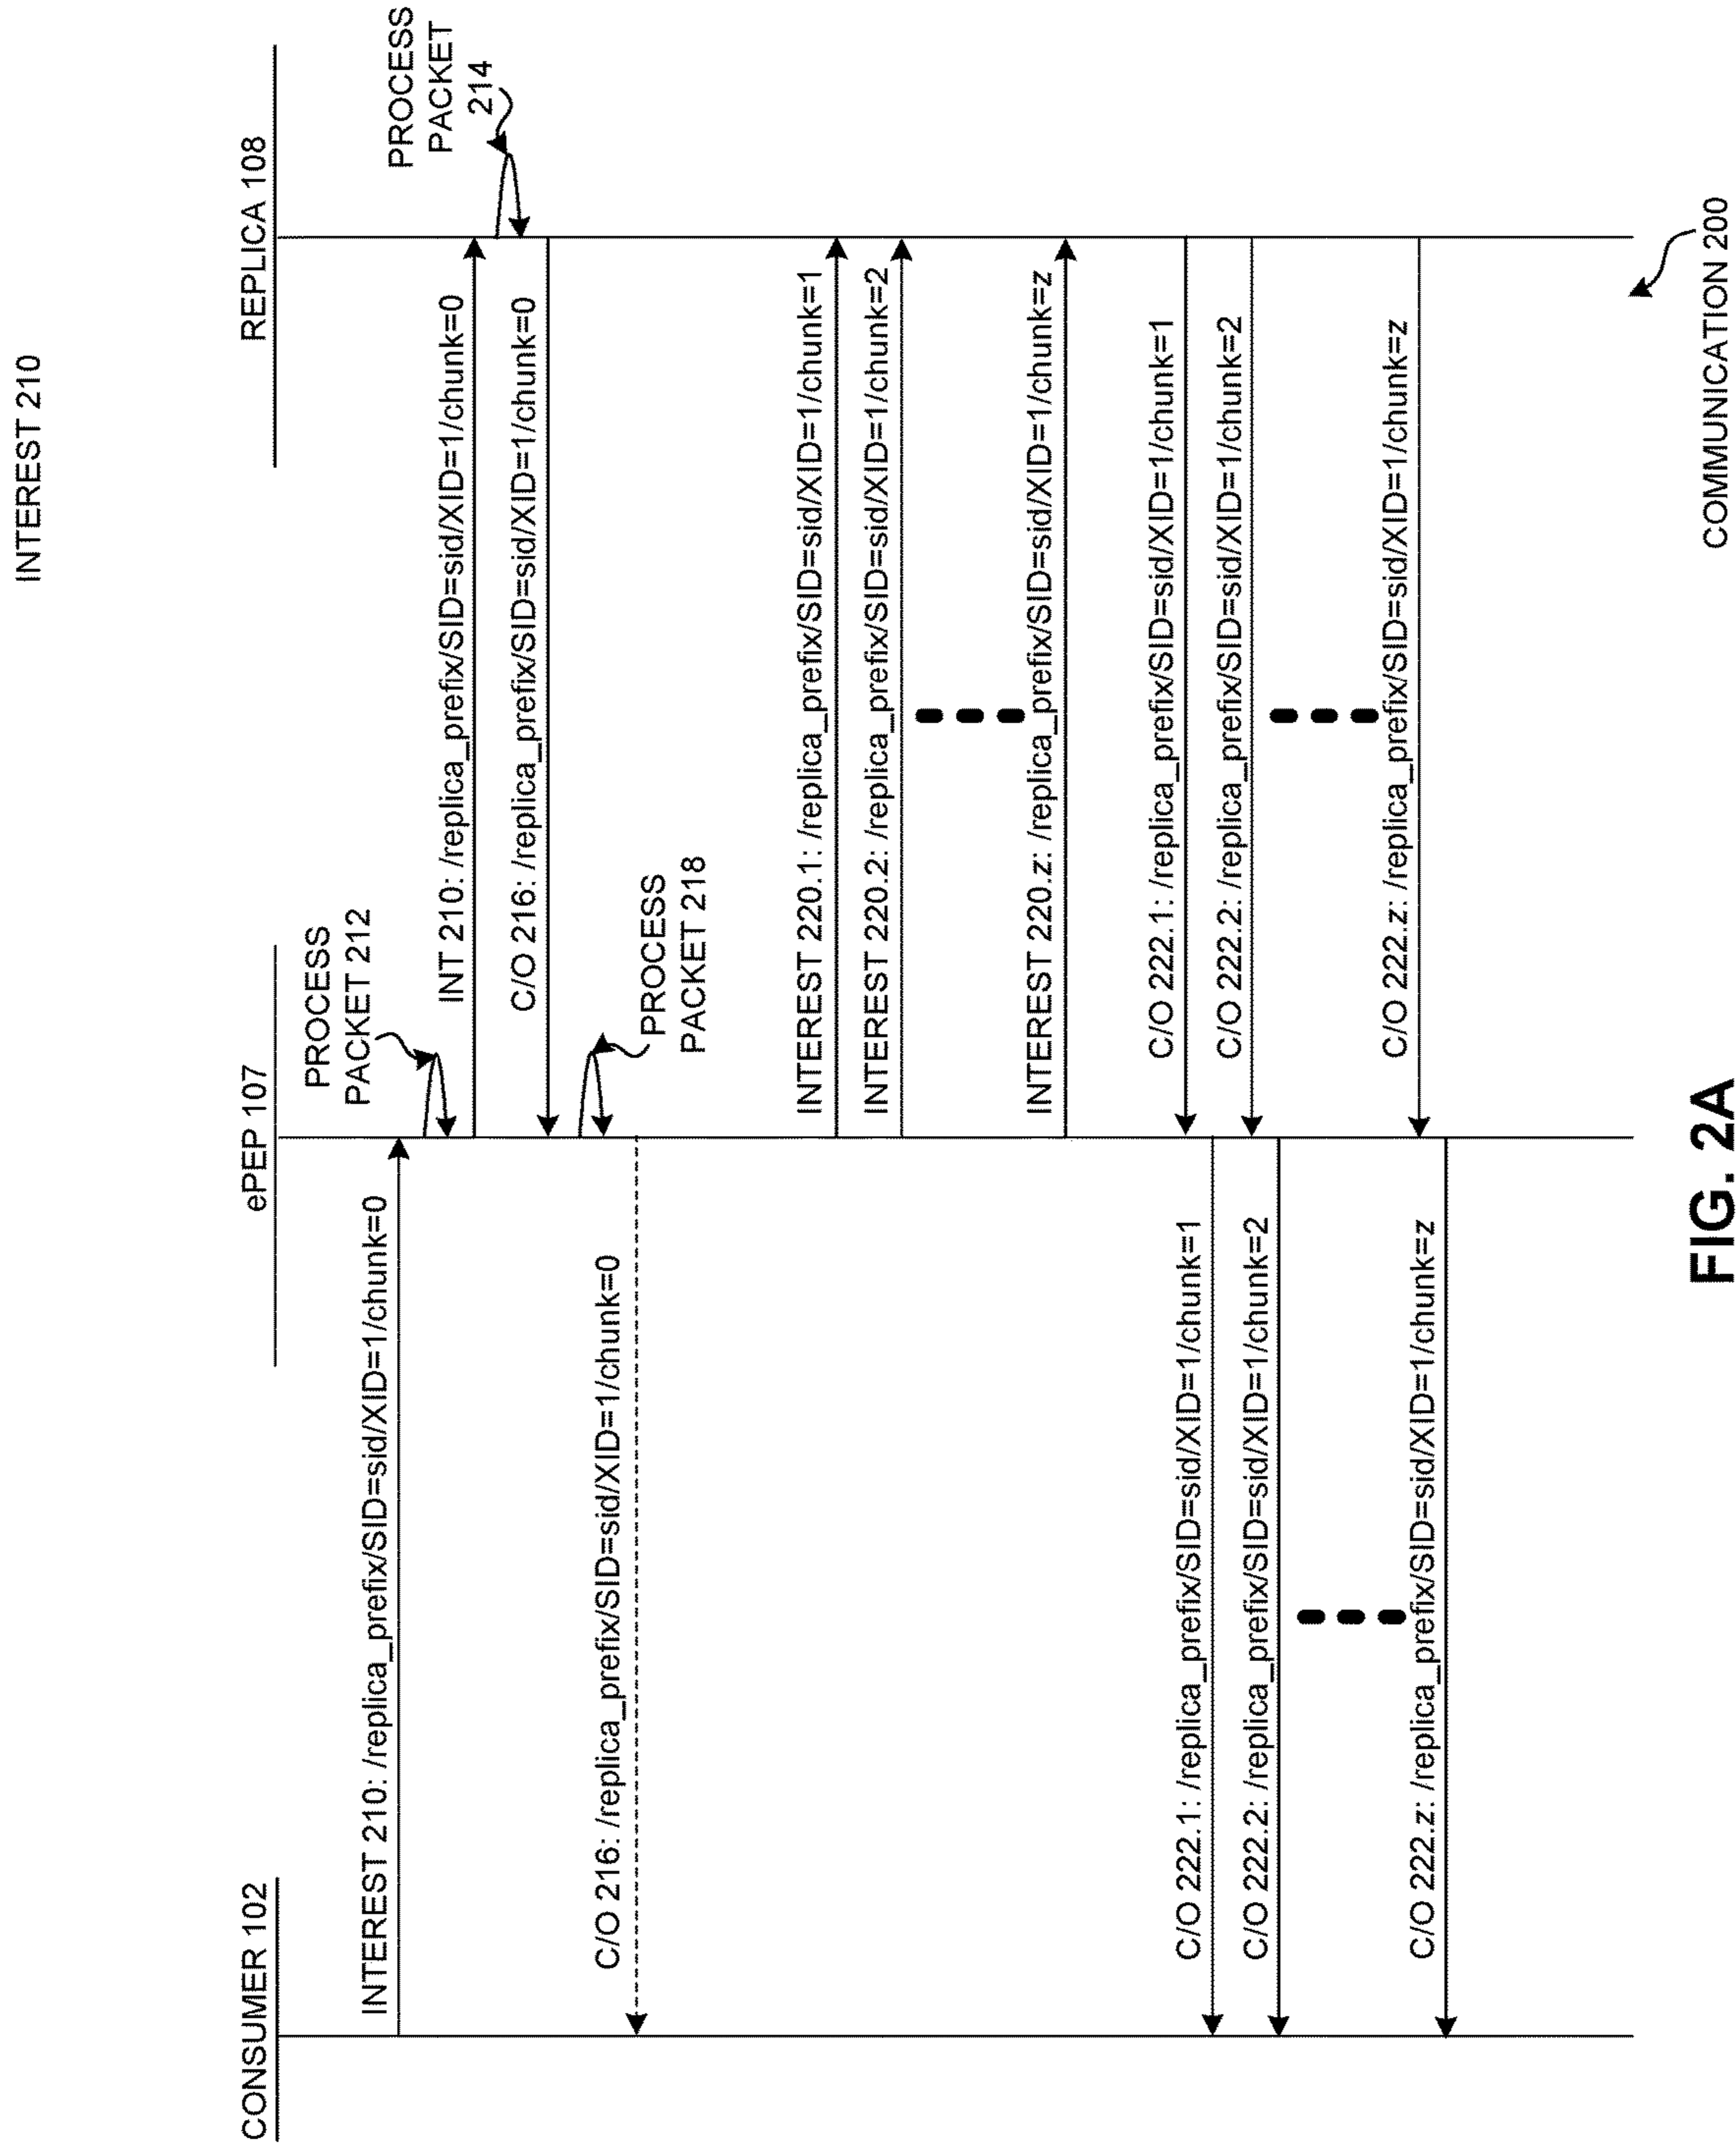 INTEREST 210
CONSUMER 102
ePEP 107
REPLICA 108
INTEREST 210: /replica_prefix/SID=sid/XID=1/chunk=0
PROCESS
PACKET 212
INT 210: /replica_prefix/SID=sid/XID=1/chunk=0
PROCESS
PACKET
214
C/O 216: /replica_prefix/SID=sid/XID=1/chunk=0
PROCESS
PACKET 218
C/O 216: /replica_prefix/SID=sid/XID=1/chunk=0
INTEREST 220.1: /replica_prefix/SID=sid/XID=1/chunk=1
INTEREST 220.2: /replica_prefix/SID=sid/XID=1/chunk=2
INTEREST 220.z: /replica_prefix/SID=sid/XID=1/chunk=z
C/O 222.1: /replica_prefix/SID=sid/XID=1/chunk=1
C/O 222.1: /replica_prefix/SID=sid/XID=1/chunk=1
C/O 222.2: /replica_prefix/SID=sid/XID=1/chunk=2
C/O 222.2: /replica_prefix/SID=sid/XID=1/chunk=2
C/O 222.z: /replica_prefix/SID=sid/XID=1/chunk=z
C/O 222.z: /replica_prefix/SID=sid/XID=1/chunk=z
COMMUNICATION 200
FIG. 2A